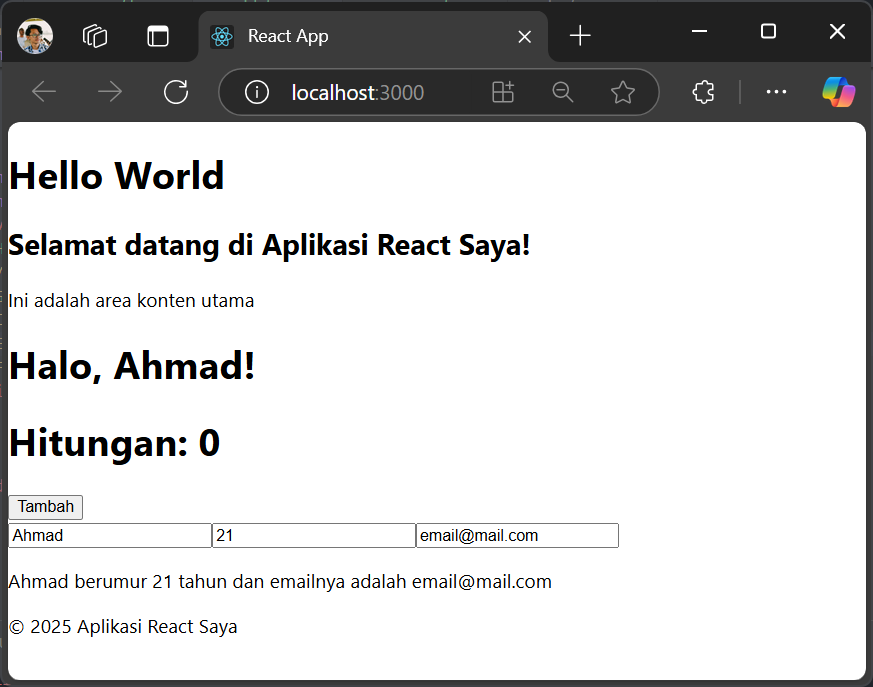 React App
localhost:3000
Hello World
Selamat datang di Aplikasi React Saya!
Ini adalah area konten utama
Halo, Ahmad!
Hitungan: 0
Tambah
Ahmad 21 email@mail.com
Ahmad berumur 21 tahun dan emailnya adalah email@mail.com
© 2025 Aplikasi React Saya